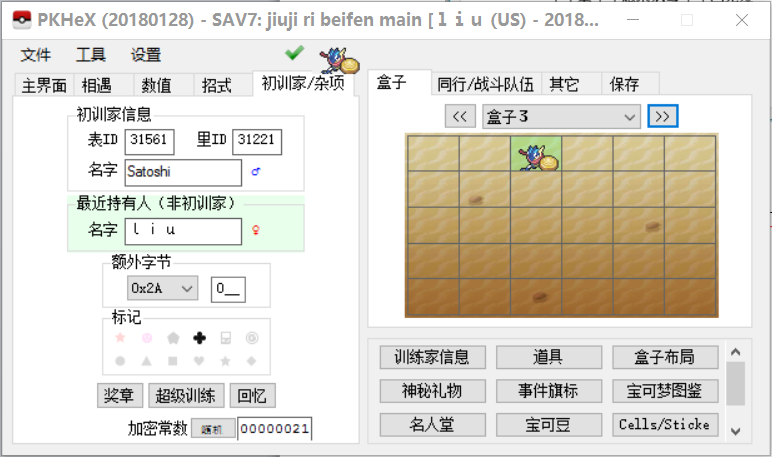 PKHeX (20180128) - SAV7: jiuji ri beifen main [ｌｉｕ (US) - 2018...
文件 工具 设置
主界面 相遇 数值 招式 初训家/杂项
初训家信息
表ID 31561 里ID 31221
名字 Satoshi ♂
最近持有人（非初训家）
名字 ｌｉｕ ♀
额外字节
0x2A 0__
标记
奖章 超级训练 回忆
加密常数 随机 00000021
盒子 同行/战斗队伍 其它 保存
<< 盒子３ >>
训练家信息 道具 盒子布局
神秘礼物 事件旗标 宝可梦图鉴
名人堂 宝可豆 Cells/Sticke